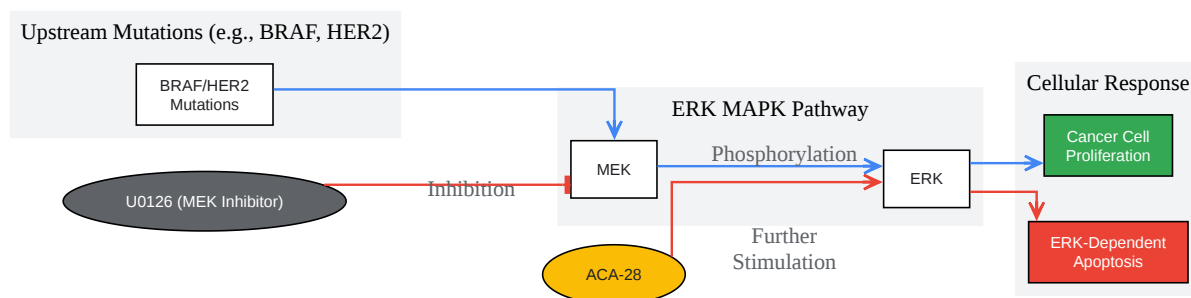 Upstream Mutations (e.g., BRAF, HER2)
BRAF/HER2
Mutations
ERK MAPK Pathway
Cellular Response
Cancer Cell
Proliferation
MEK
Phosphorylation
ERK
U0126 (MEK Inhibitor)
Inhibition
Further
Stimulation
ERK-Dependent
Apoptosis
ACA-28